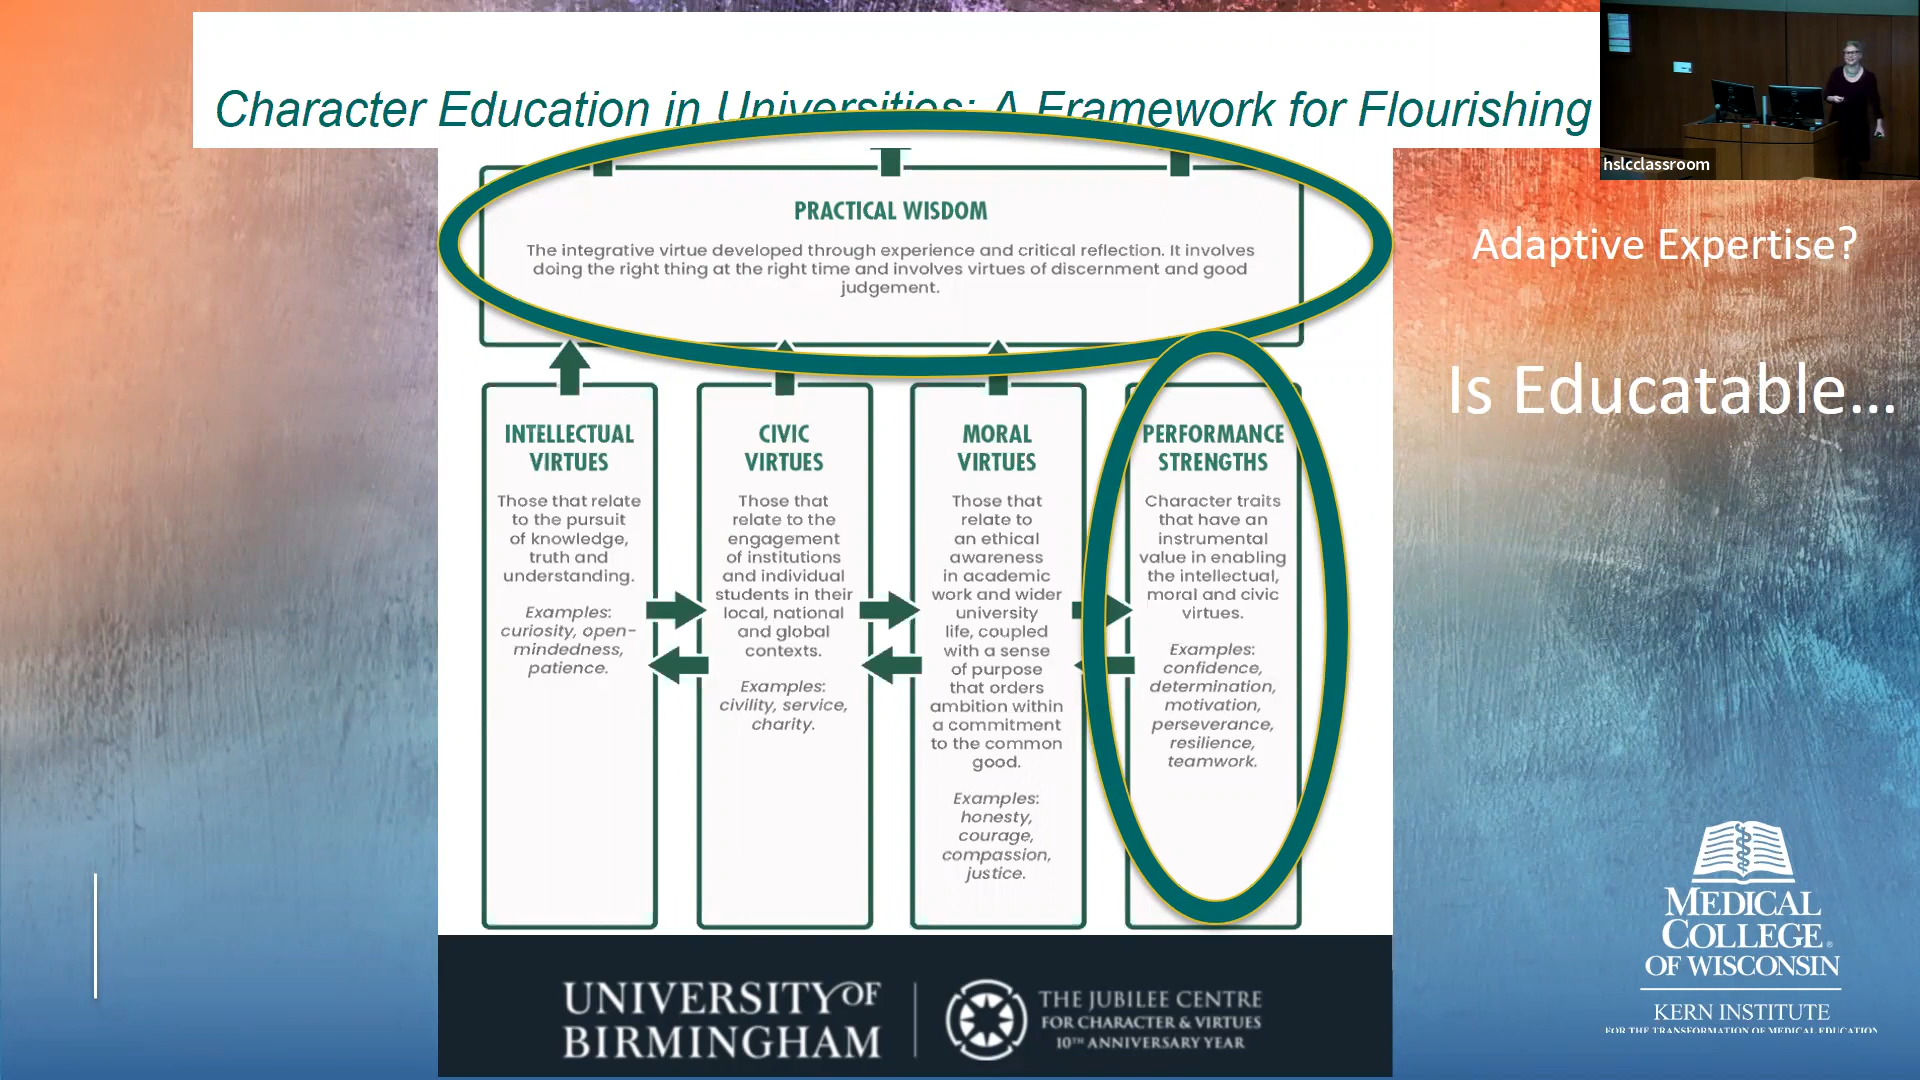 Character Education in Universities: A Framework for Flourishing
hslcclassroom
Adaptive Expertise?
Is Educatable...
PRACTICAL WISDOM
The integrative virtue developed through experience and critical reflection. It involves
doing the right thing at the right time and involves virtues of discernment and good
judgement.
INTELLECTUAL
VIRTUES
Those that relate
to the pursuit
of knowledge,
truth and
understanding.
Examples:
curiosity, open-
mindedness,
patience.
CIVIC
VIRTUES
Those that
relate to the
engagement
of institutions
and individual
students in their
local, national
and global
contexts.
Examples:
civility, service,
charity.
MORAL
VIRTUES
Those that
relate to
an ethical
awareness
in academic
work and wider
university
life, coupled
with a sense
of purpose
that orders
ambition within
a commitment
to the common
good.
Examples:
honesty,
courage,
compassion,
justice.
PERFORMANCE
STRENGTHS
Character traits
that have an
instrumental
value in enabling
the intellectual,
moral and civic
virtues.
Examples:
confidence,
determination,
motivation,
perseverance,
resilience,
teamwork.
UNIVERSITY OF
BIRMINGHAM
THE JUBILEE CENTRE
FOR CHARACTER & VIRTUES
10TH ANNIVERSARY YEAR
MEDICAL
COLLEGE®
OF WISCONSIN
KERN INSTITUTE
FOR THE TRANSFORMATION OF MEDICAL EDUCATION